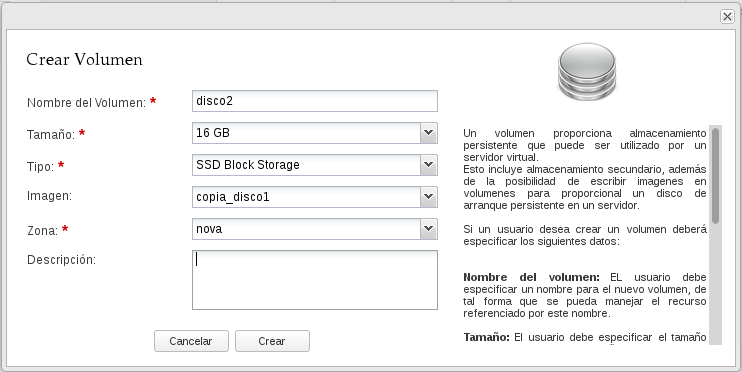 Crear Volumen
Nombre del Volumen: *
disco2
Tamaño: *
16 GB
Tipo: *
SSD Block Storage
Imagen:
copia_disco1
Zona: *
nova
Descripción:
Cancelar
Crear
Un volumen proporciona almacenamiento
persistente que puede ser utilizado por un
servidor virtual.
Esto incluye almacenamiento secundario, además
de la posibilidad de escribir imagenes en
volumenes para proporcional un disco de
arranque persistente en un servidor.
Si un usuario desea crear un volumen deberá
especificar los siguientes datos:
Nombre del volumen: EL usuario debe
especificar un nombre para el nuevo volumen, de
tal forma que se pueda manejar el recurso
referenciado por este nombre.
Tamaño: El usuario debe especificar el tamaño